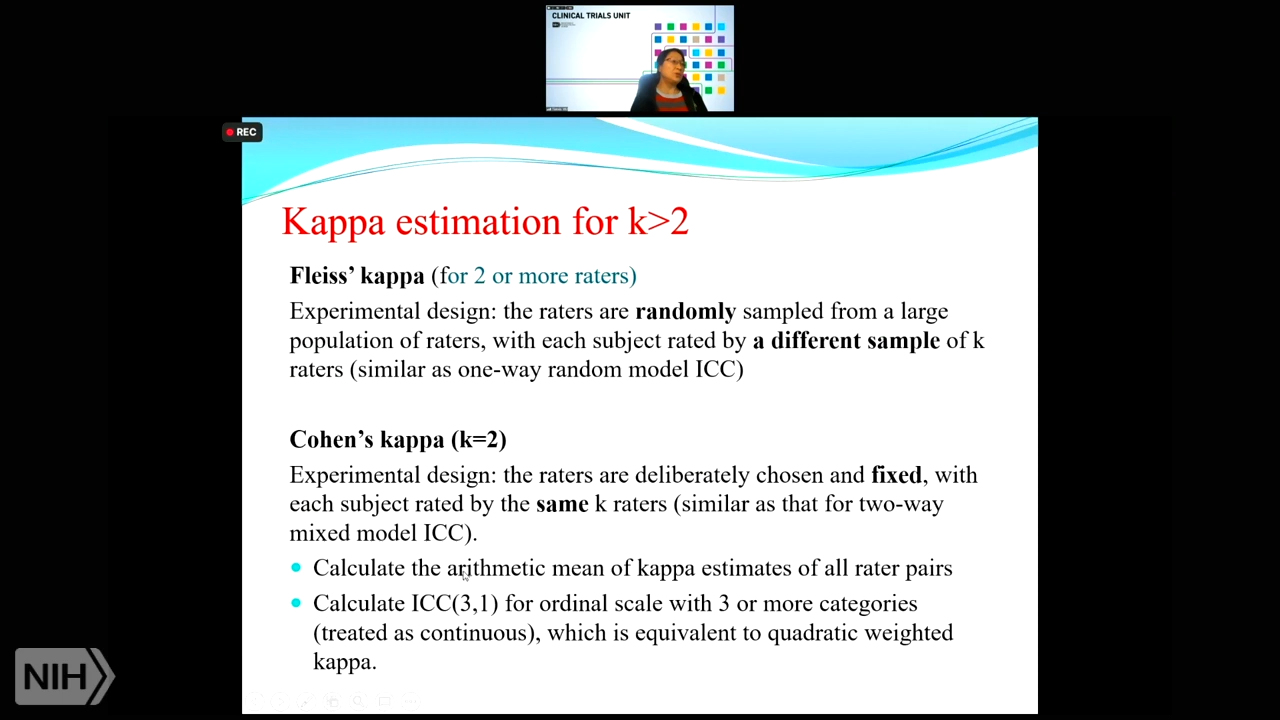 CLINICAL TRIALS UNIT
REC
Kappa estimation for k>2
Fleiss’ kappa (for 2 or more raters)
Experimental design: the raters are randomly sampled from a large
population of raters, with each subject rated by a different sample of k
raters (similar as one-way random model ICC)
Cohen’s kappa (k=2)
Experimental design: the raters are deliberately chosen and fixed, with
each subject rated by the same k raters (similar as that for two-way
mixed model ICC).
Calculate the arithmetic mean of kappa estimates of all rater pairs
Calculate ICC(3,1) for ordinal scale with 3 or more categories
(treated as continuous), which is equivalent to quadratic weighted
kappa.
NIH